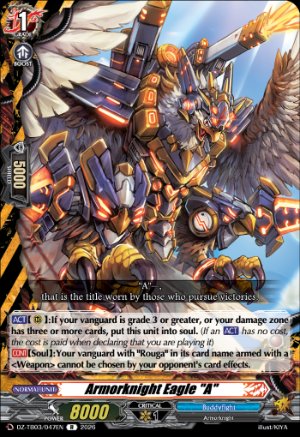 GRADE
1
BOOST
SHIELD
5000
"A"—,
that is the title worn by those who pursue victories.
ACT[ ]:If your vanguard is grade 3 or greater, or your damage
zone has three or more cards, put this unit into soul. (If an ACT has no cost,
the cost is paid when declaring that you are playing it)
CONT[Soul]:Your vanguard with "Rouga" in its card name armed with a
<Weapon> cannot be chosen by your opponent's card effects.
NORMAL UNIT
Armorknight Eagle "A"
POWER
8000
CRITICAL
1
Buddyfight
Armorknight
D-TB03/047EN R 2026
illust/KIYA